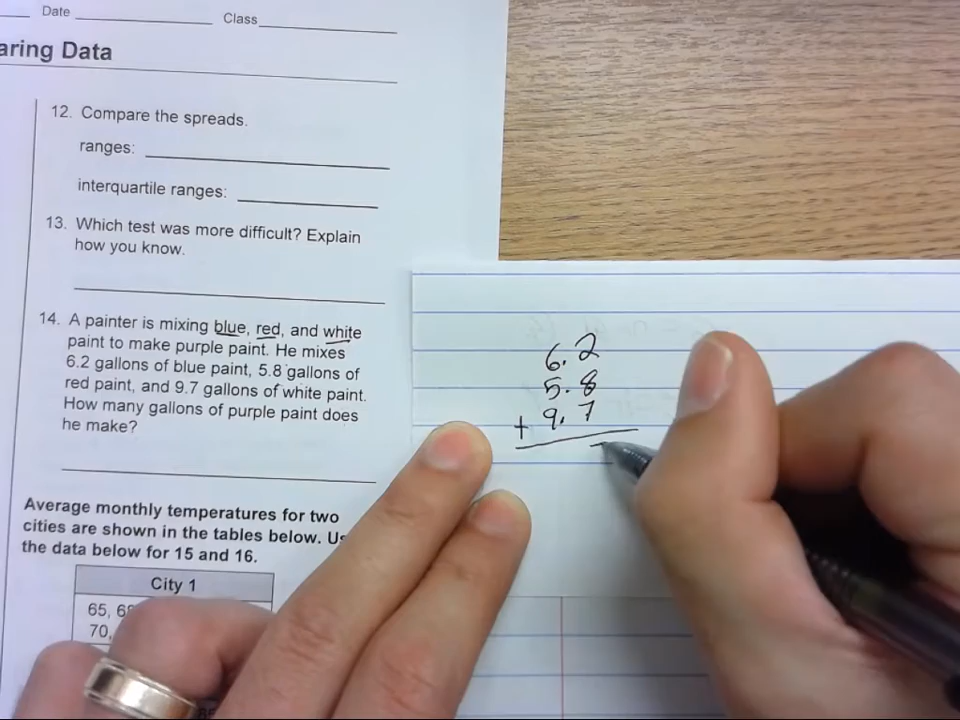 Date Class
aring Data
12. Compare the spreads.
ranges:
interquartile ranges:
13. Which test was more difficult? Explain
how you know.
14. A painter is mixing blue, red, and white
paint to make purple paint. He mixes
6.2 gallons of blue paint, 5.8 gallons of
red paint, and 9.7 gallons of white paint.
How many gallons of purple paint does
he make?
Average monthly temperatures for two
cities are shown in the tables below. Us
the data below for 15 and 16.
City 1
65, 6
70,
6.2
5.8
+ 9.7